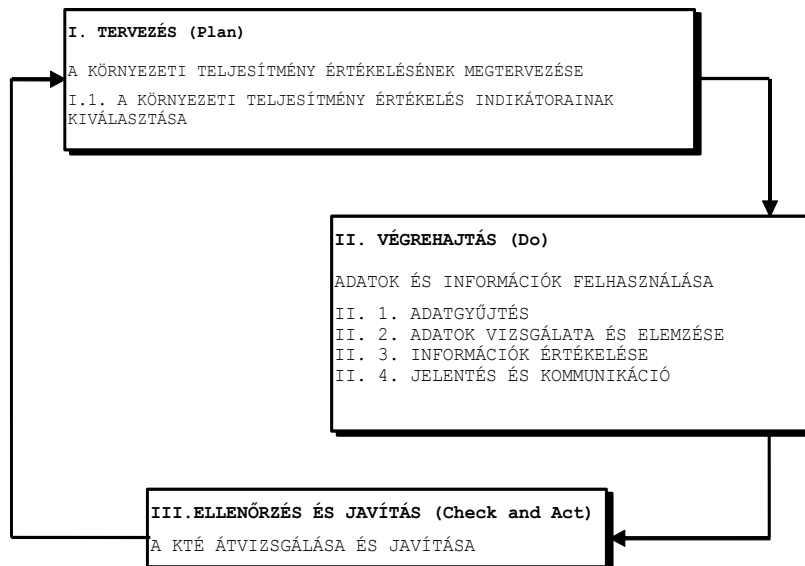 I. TERVEZÉS (Plan)
A KÖRNYEZETI TELJESÍTMÉNY ÉRTÉKELÉSÉNEK MEGTERVEZÉSE
I.1. A KÖRNYEZETI TELJESÍTMÉNY ÉRTÉKELÉS INDIKÁTORAINAK
KIVÁLASZTÁSA
II. VÉGREHAJTÁS (Do)
ADATOK ÉS INFORMÁCIÓK FELHASZNÁLÁSA
II. 1. ADATGYŰJTÉS
II. 2. ADATOK VIZSGÁLATA ÉS ELEMZÉSE
II. 3. INFORMÁCIÓK ÉRTÉKELÉSE
II. 4. JELENTÉS ÉS KOMMUNIKÁCIÓ
III.ELLENŐRZÉS ÉS JAVÍTÁS (Check and Act)
A KTÉ ÁTVIZSGÁLÁSA ÉS JAVÍTÁSA